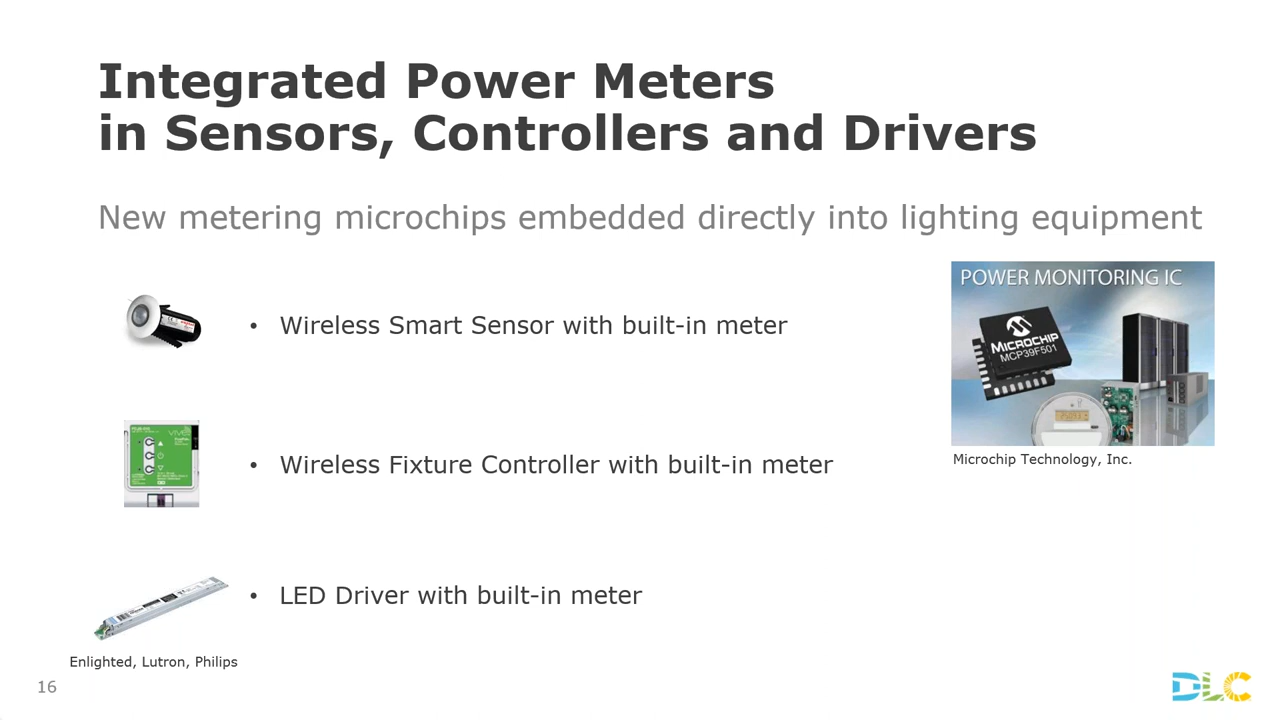 Integrated Power Meters
in Sensors, Controllers and Drivers
New metering microchips embedded directly into lighting equipment
• Wireless Smart Sensor with built-in meter
• Wireless Fixture Controller with built-in meter
• LED Driver with built-in meter
Enlighted, Lutron, Philips
POWER MONITORING IC
MICROCHIP
MCP39F501
Microchip Technology, Inc.
16
DLC